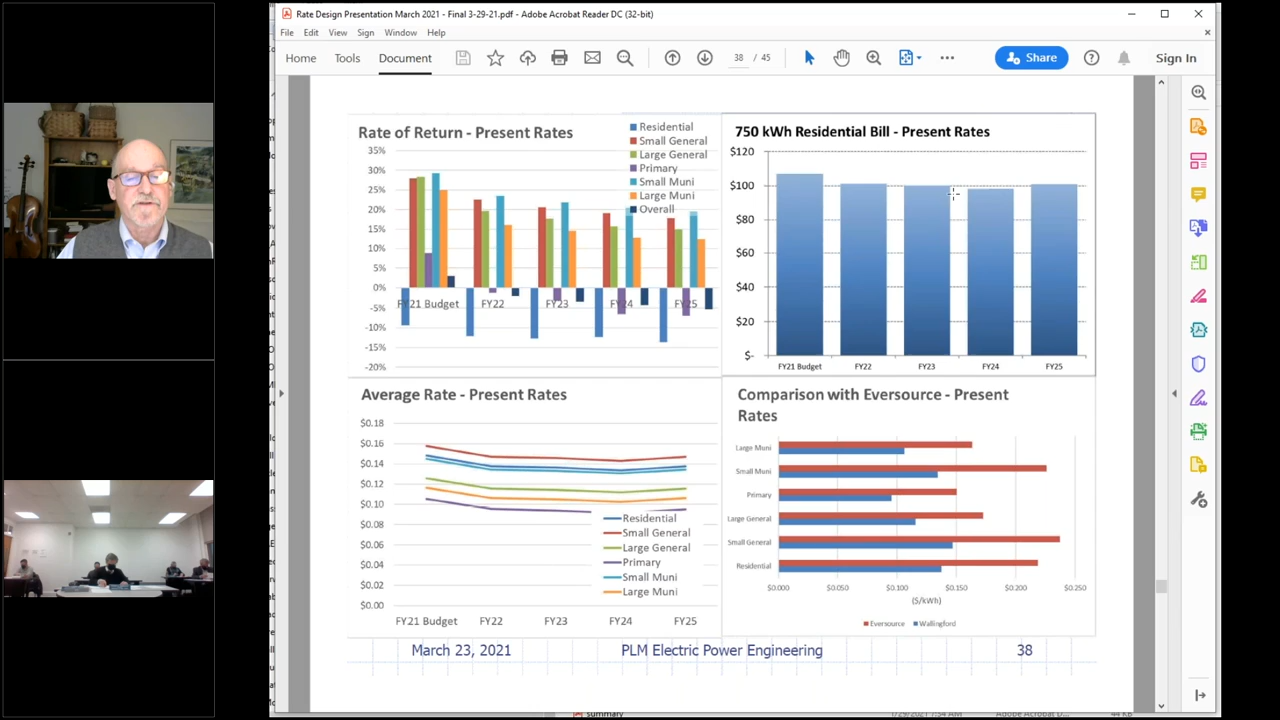 Rate Design Presentation March 2021 - Final 3-29-21.pdf - Adobe Acrobat Reader DC (32-bit)
File Edit View Sign Window Help
Home Tools Document 38 / 45 Share Sign In
Rate of Return - Present Rates
Residential
Small General
Large General
Primary
Small Muni
Large Muni
Overall
35%
30%
25%
20%
15%
10%
5%
0%
-5%
-10%
-15%
-20%
FY21 Budget FY22 FY23 FY24 FY25
750 kWh Residential Bill - Present Rates
$120
$100
$80
$60
$40
$20
$-
FY21 Budget FY22 FY23 FY24 FY25
Average Rate - Present Rates
$0.18
$0.16
$0.14
$0.12
$0.10
$0.08
$0.06
$0.04
$0.02
$0.00
Residential
Small General
Large General
Primary
Small Muni
Large Muni
FY21 Budget FY22 FY23 FY24 FY25
Comparison with Eversource - Present
Rates
Large Muni
Small Muni
Primary
Large General
Small General
Residential
$0.000 $0.050 $0.100 $0.150 $0.200 $0.250
($/kWh)
Eversource Wallingford
March 23, 2021 PLM Electric Power Engineering 38
summary